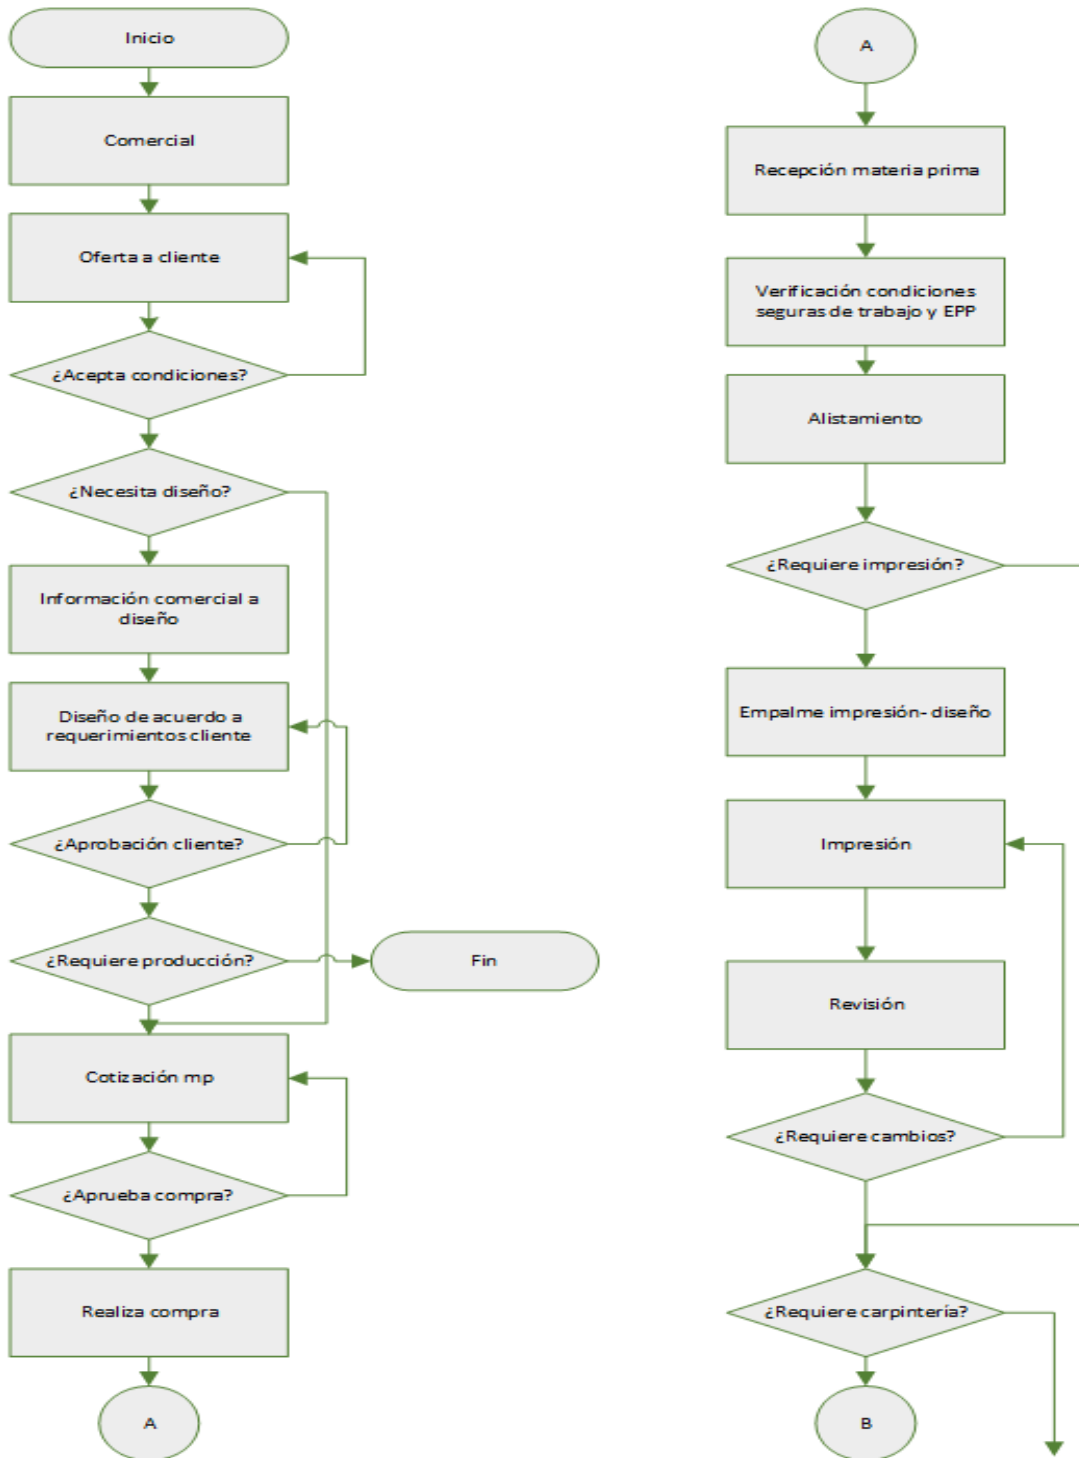 Inicio
Comercial
Oferta a cliente
¿Acepta condiciones?
¿Necesita diseño?
Información comercial a
diseño
Diseño de acuerdo a
requerimientos cliente
¿Aprobación cliente?
¿Requiere producción?
Fin
Cotización mp
¿Aprueba compra?
Realiza compra
A
A
Recepción materia prima
Verificación condiciones
seguras de trabajo y EPP
Alistamiento
¿Requiere impresión?
Empalme impresión- diseño
Impresión
Revisión
¿Requiere cambios?
¿Requiere carpintería?
B